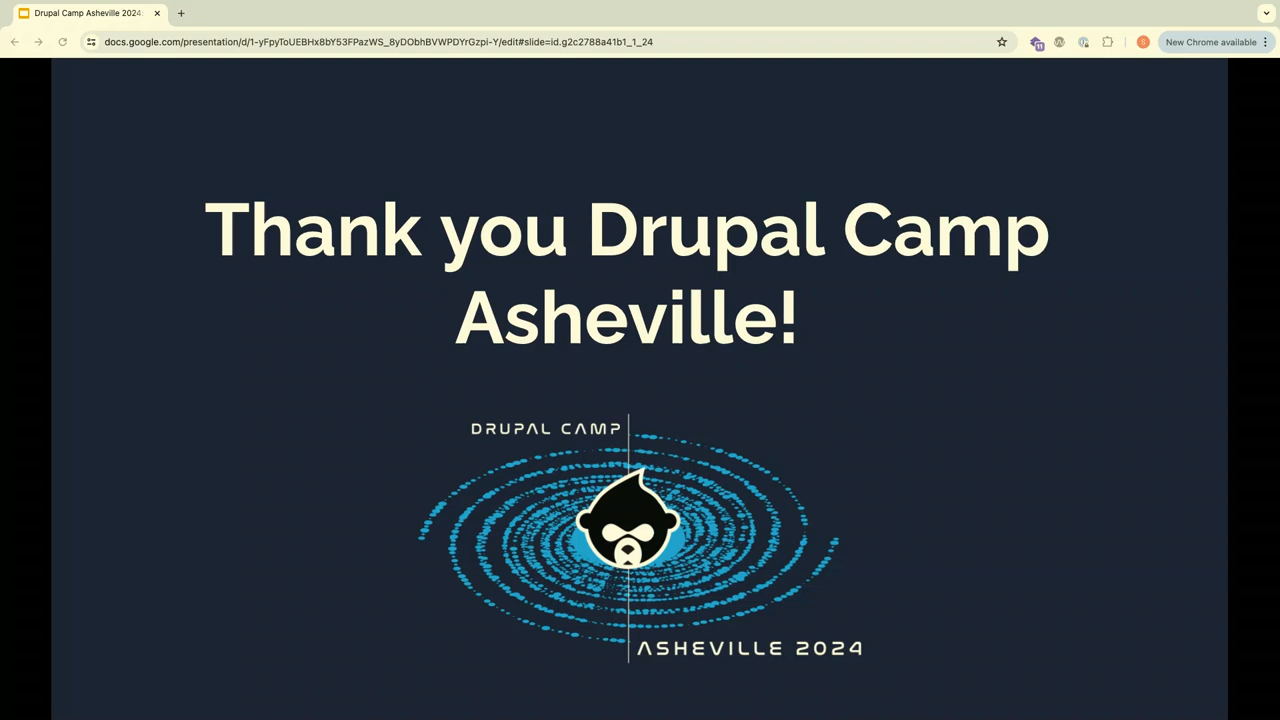 Drupal Camp Asheville 2024:
docs.google.com/presentation/d/1-yFpyToUEBHx8bY53FPazWS_8yDObhBVWPDYrGzpi-Y/edit#slide=id.g2c2788a41b1_1_24
11
S
New Chrome available
Thank you Drupal Camp
Asheville!
DRUPAL CAMP
ASHEVILLE 2024